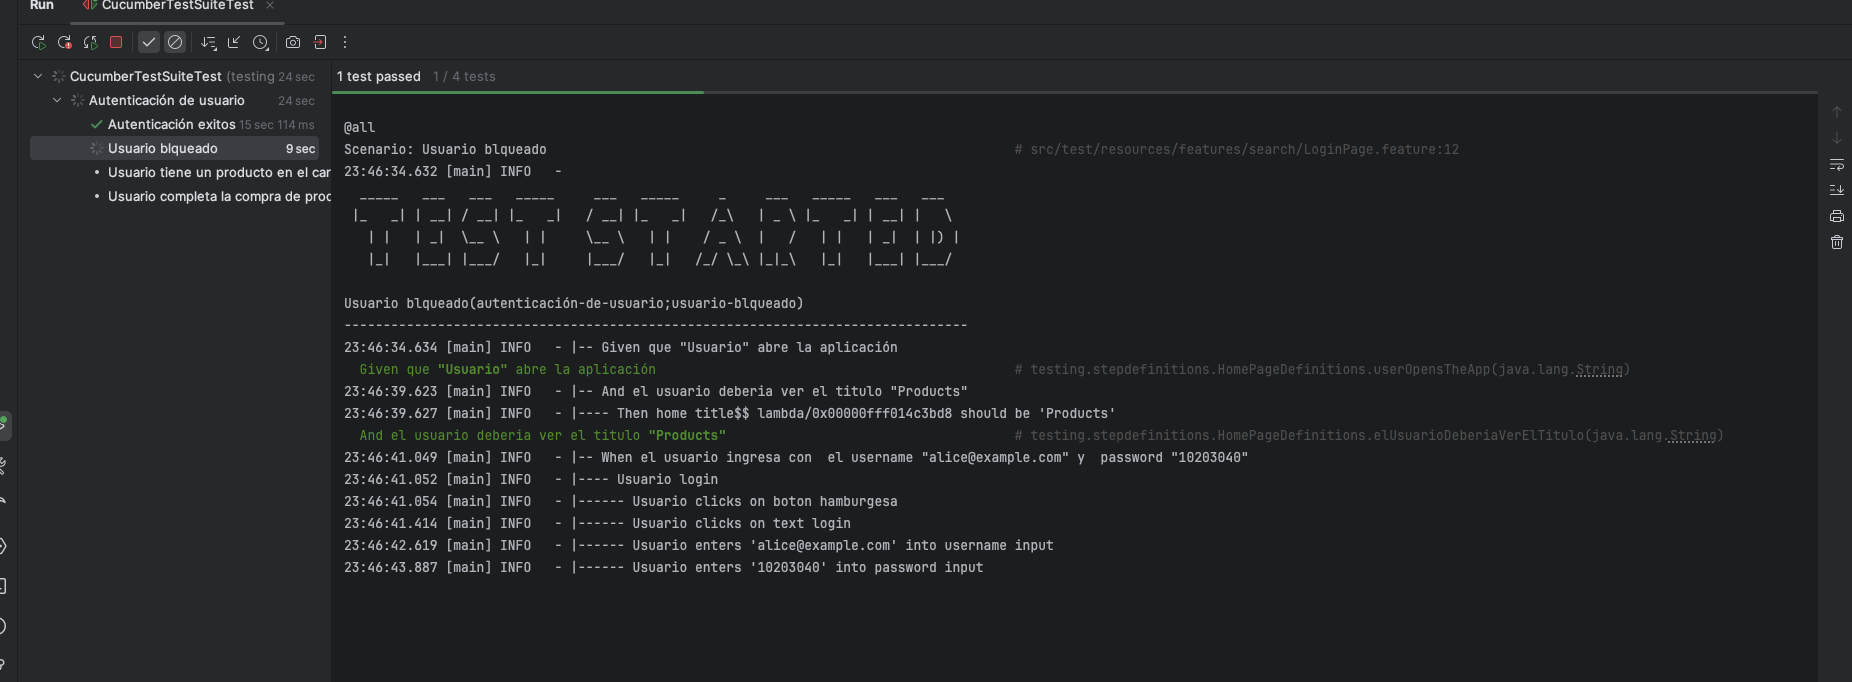 Run CucumberTestSuiteTest ×
CucumberTestSuiteTest (testing 24 sec
Autenticación de usuario 24 sec
Autenticación exitos 15 sec 114 ms
Usuario blqueado 9 sec
Usuario tiene un producto en el car
Usuario completa la compra de proc
1 test passed 1 / 4 tests
@all
Scenario: Usuario blqueado # src/test/resources/features/search/LoginPage.feature:12
23:46:34.632 [main] INFO -
TEST STARTED
Usuario blqueado(autenticación-de-usuario;usuario-blqueado)
--------------------------------------------------------------------------------
23:46:34.634 [main] INFO - |-- Given que "Usuario" abre la aplicación
Given que "Usuario" abre la aplicación # testing.stepdefinitions.HomePageDefinitions.userOpensTheApp(java.lang.String)
23:46:39.623 [main] INFO - |-- And el usuario deberia ver el titulo "Products"
23:46:39.627 [main] INFO - |---- Then home title$$ lambda/0x00000fff014c3bd8 should be 'Products'
And el usuario deberia ver el titulo "Products" # testing.stepdefinitions.HomePageDefinitions.elUsuarioDeberiaVerElTitulo(java.lang.String)
23:46:41.049 [main] INFO - |-- When el usuario ingresa con  el username "alice@example.com" y  password "10203040"
23:46:41.052 [main] INFO - |---- Usuario login
23:46:41.054 [main] INFO - |------ Usuario clicks on boton hamburgesa
23:46:41.414 [main] INFO - |------ Usuario clicks on text login
23:46:42.619 [main] INFO - |------ Usuario enters 'alice@example.com' into username input
23:46:43.887 [main] INFO - |------ Usuario enters '10203040' into password input